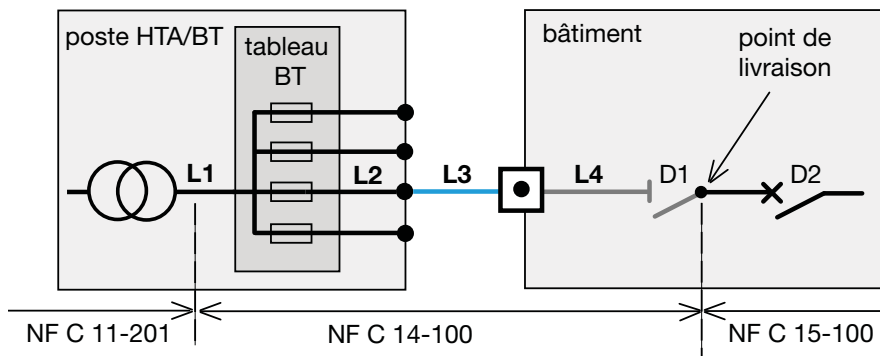 poste HTA/BT
tableau
BT
bâtiment
point de
livraison
L1
L2
L3
L4
D1
D2
NF C 11-201
NF C 14-100
NF C 15-100